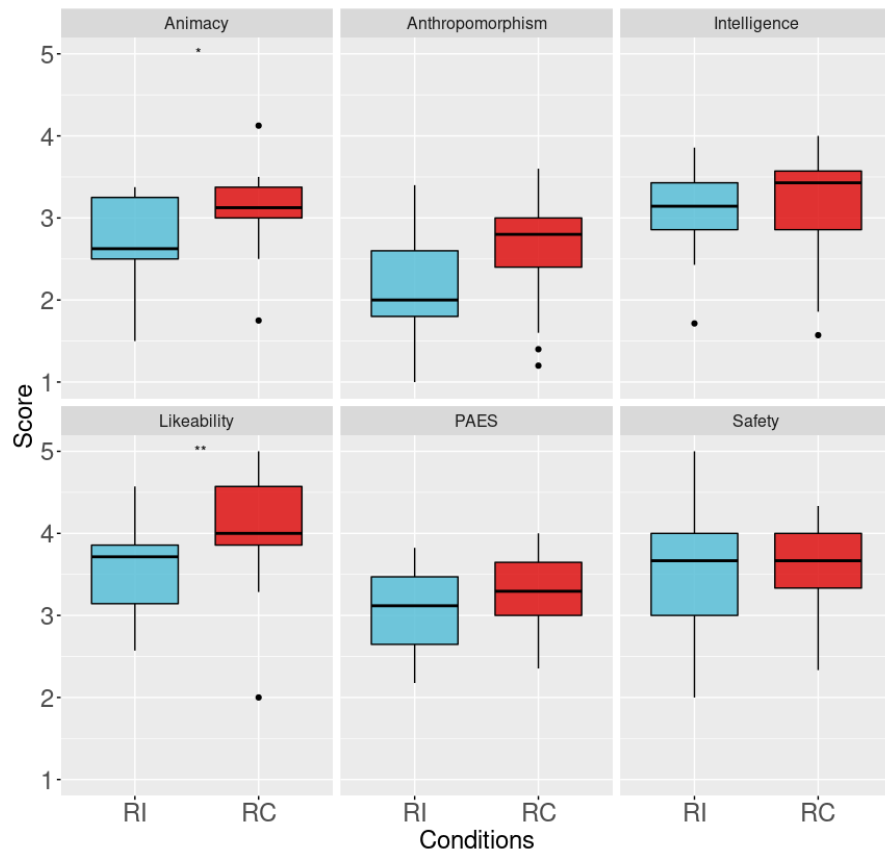 Animacy Anthropomorphism Intelligence
*
5
4
3
2
1
Score
Likeability PAES Safety
**
5
4
3
2
1
RI RC RI RC RI RC
Conditions